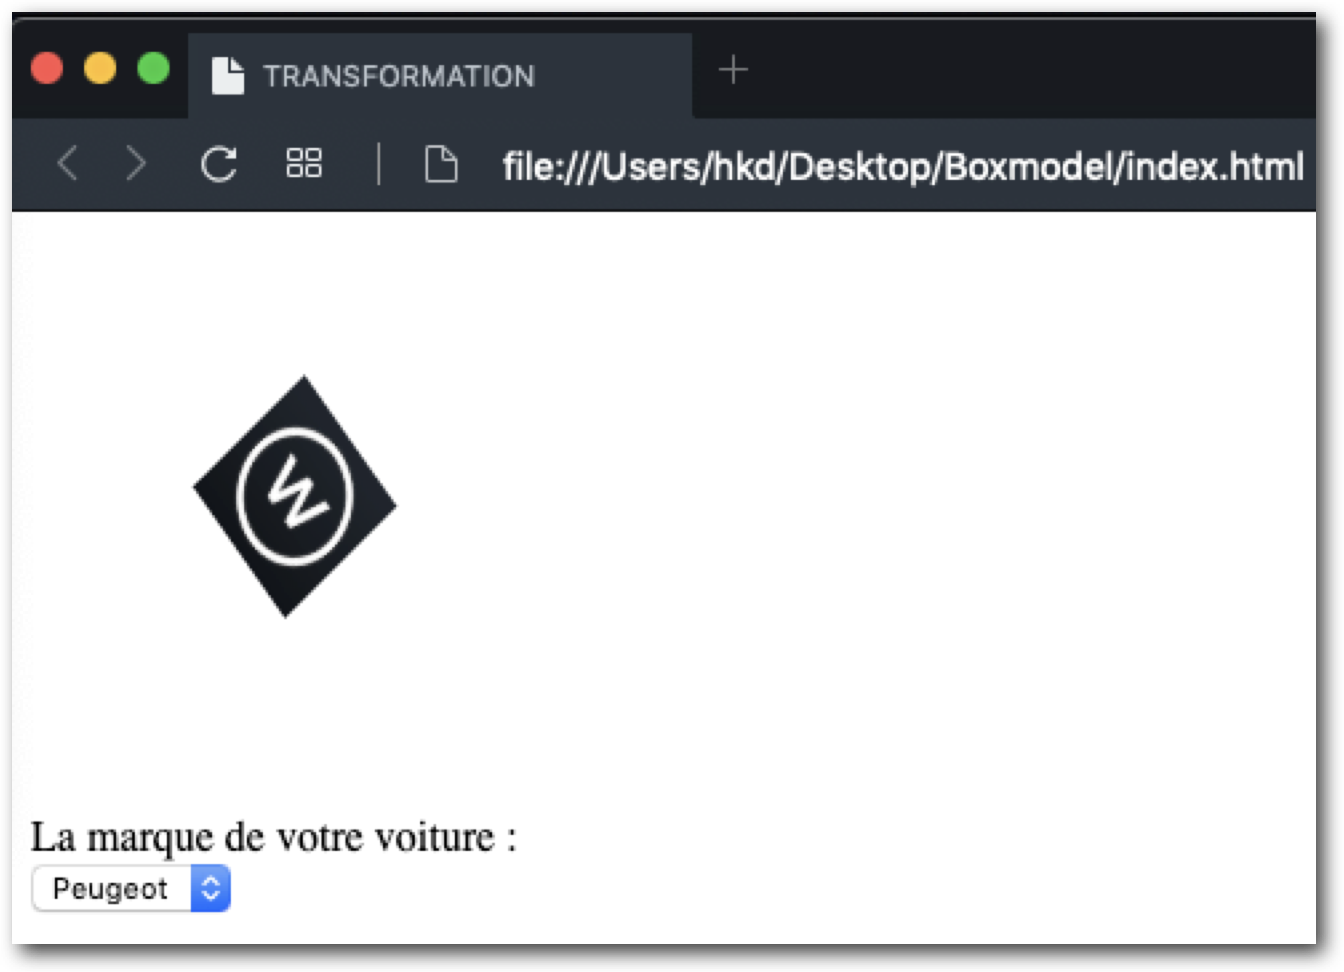 TRANSFORMATION
file:///Users/hkd/Desktop/Boxmodel/index.html
W
La marque de votre voiture :
Peugeot